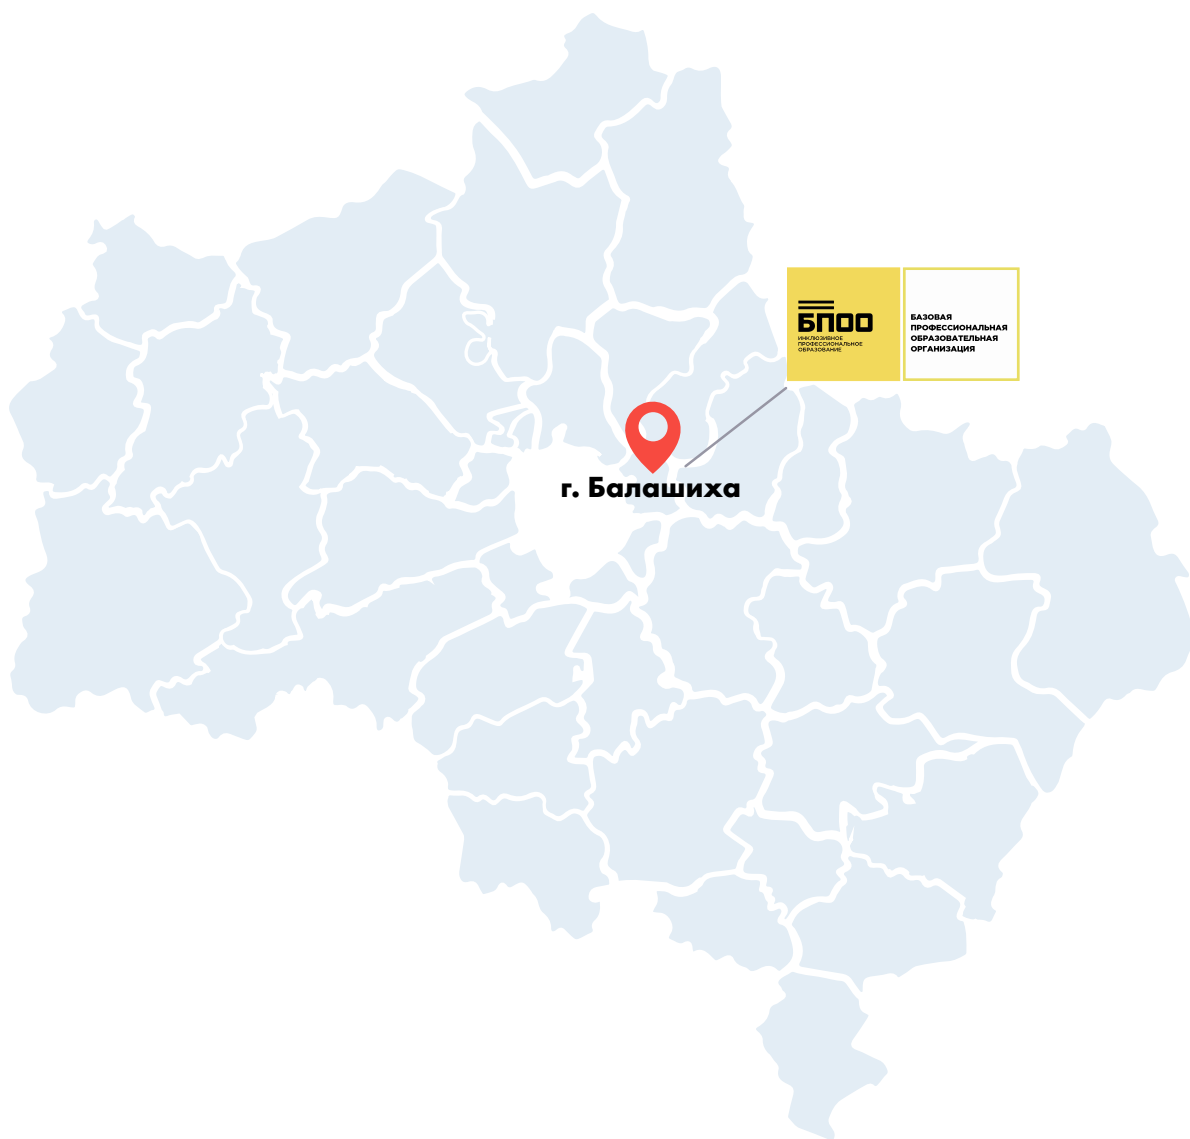 БПОО
ИНКЛЮЗИВНОЕ
ПРОФЕССИОНАЛЬНОЕ
ОБРАЗОВАНИЕ
БАЗОВАЯ
ПРОФЕССИОНАЛЬНАЯ
ОБРАЗОВАТЕЛЬНАЯ
ОРГАНИЗАЦИЯ
г. Балашиха